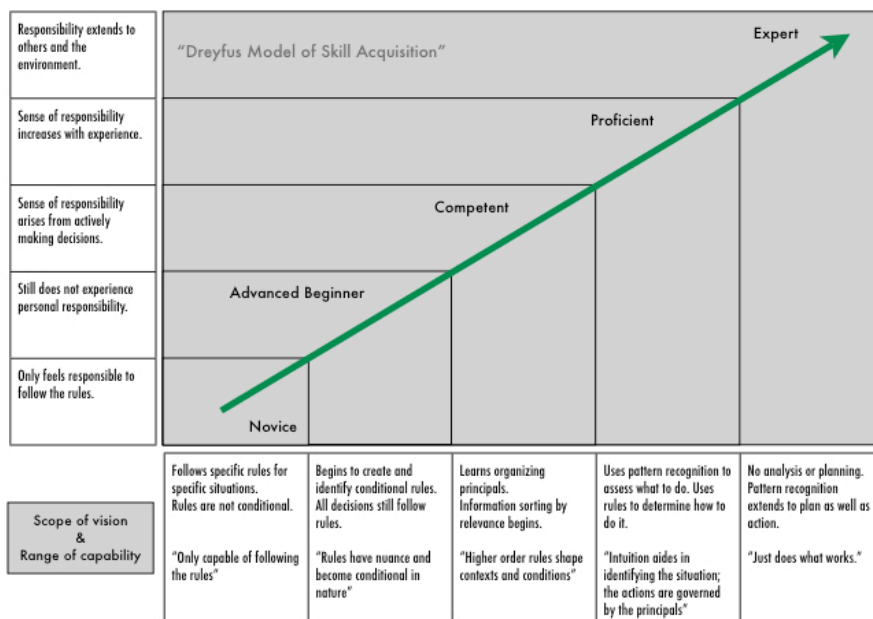 Responsibility extends to
others and the
environment.
"Dreyfus Model of Skill Acquisition"
Expert
Sense of responsibility
increases with experience.
Proficient
Sense of responsibility
arises from actively
making decisions.
Competent
Still does not experience
personal responsibility.
Advanced Beginner
Only feels responsible to
follow the rules.
Novice
Scope of vision
&
Range of capability
Follows specific rules for
specific situations.
Rules are not conditional.
"Only capable of following
the rules"
Begins to create and
identify conditional rules.
All decisions still follow
rules.
"Rules have nuance and
become conditional in
nature"
Learns organizing
principals.
Information sorting by
relevance begins.
"Higher order rules shape
contexts and conditions"
Uses pattern recognition to
assess what to do. Uses
rules to determine how to
do it.
"Intuition aides in
identifying the situation;
the actions are governed
by the principals"
No analysis or planning.
Pattern recognition
extends to plan as well as
action.
"Just does what works."